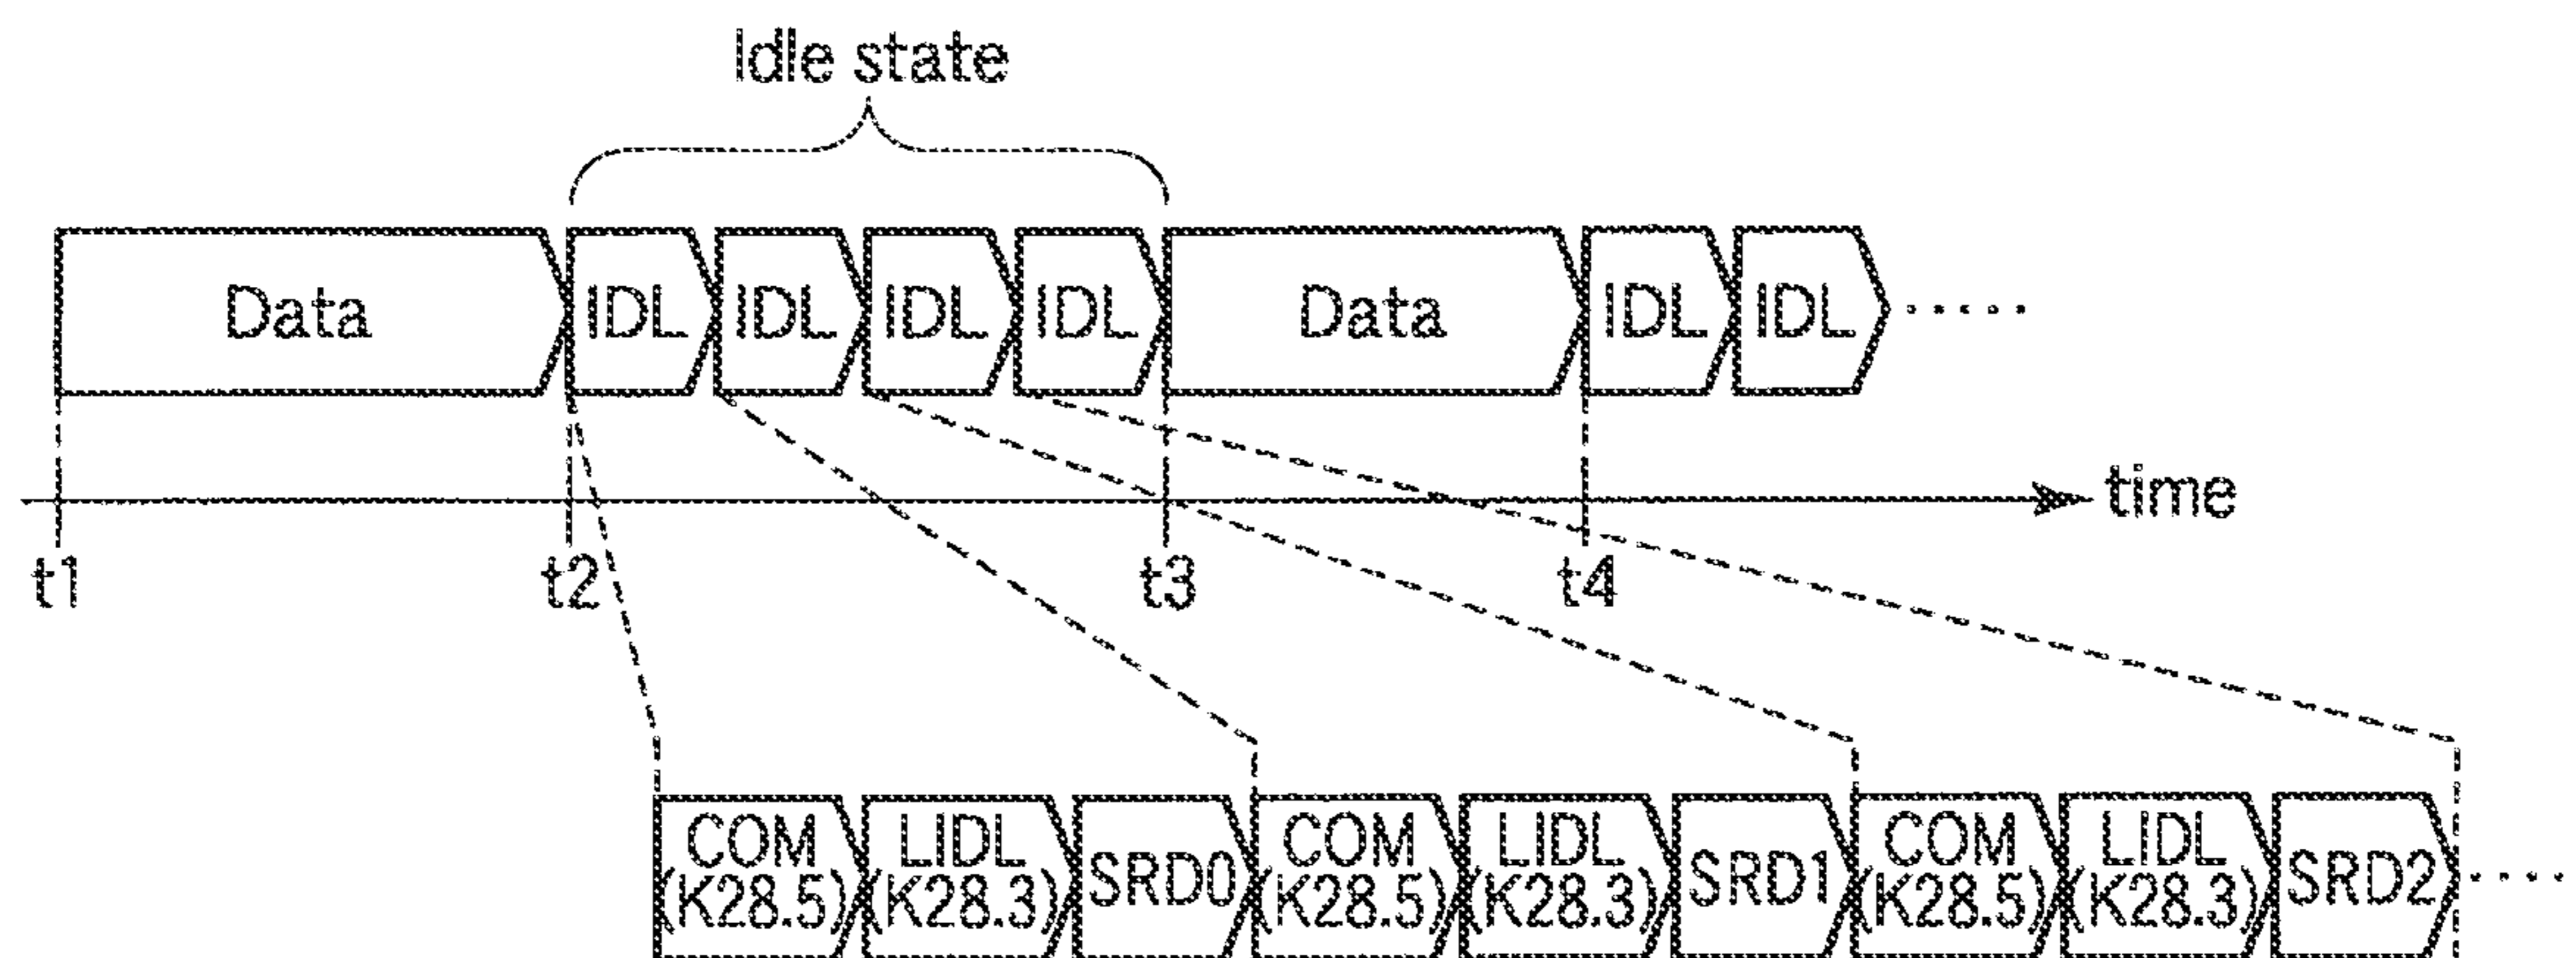 Idle state
Data IDL IDL IDL IDL Data IDL IDL ·····
time
t1 t2 t3 t4
COM LIDL SRD0 COM LIDL SRD1 COM LIDL SRD2 ····
(K28.5) (K28.3) (K28.5) (K28.3) (K28.5) (K28.3)